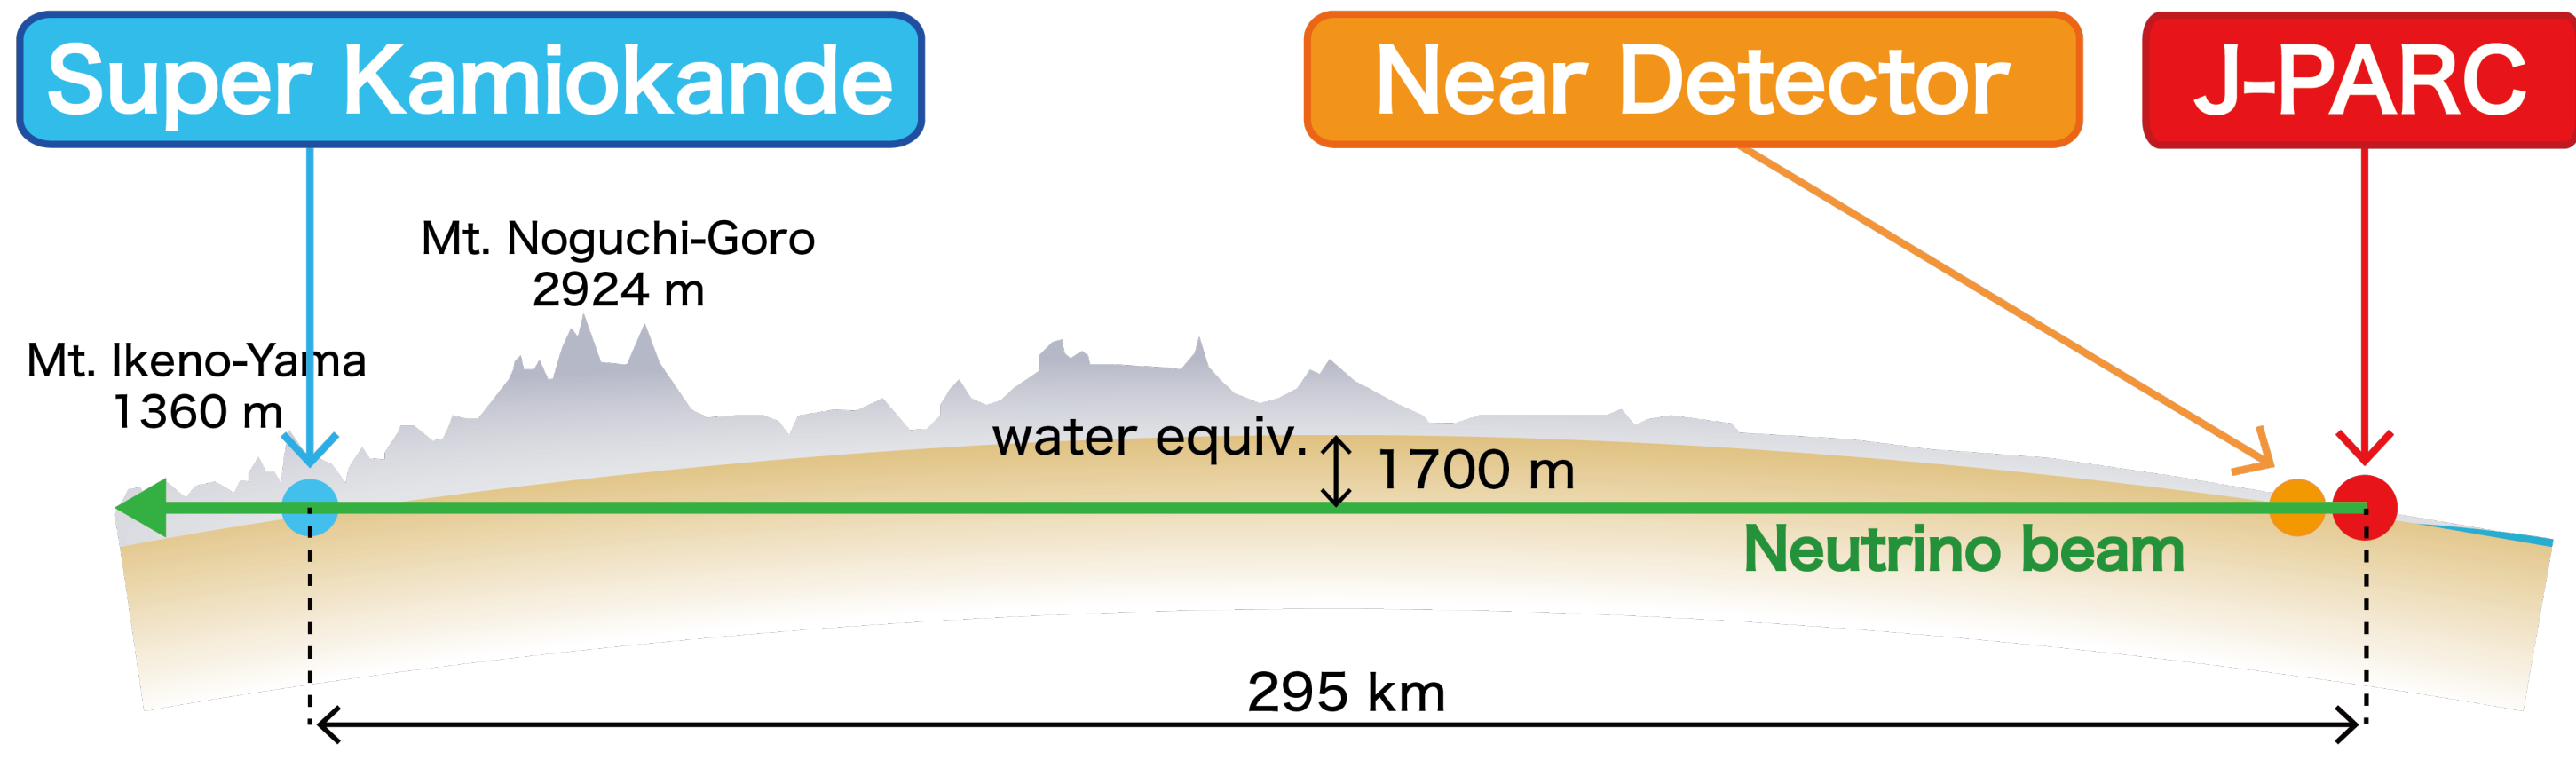 Super Kamiokande
Near Detector
J-PARC
Mt. Noguchi-Goro
2924 m
Mt. Ikeno-Yama
1360 m
water equiv.
1700 m
Neutrino beam
295 km